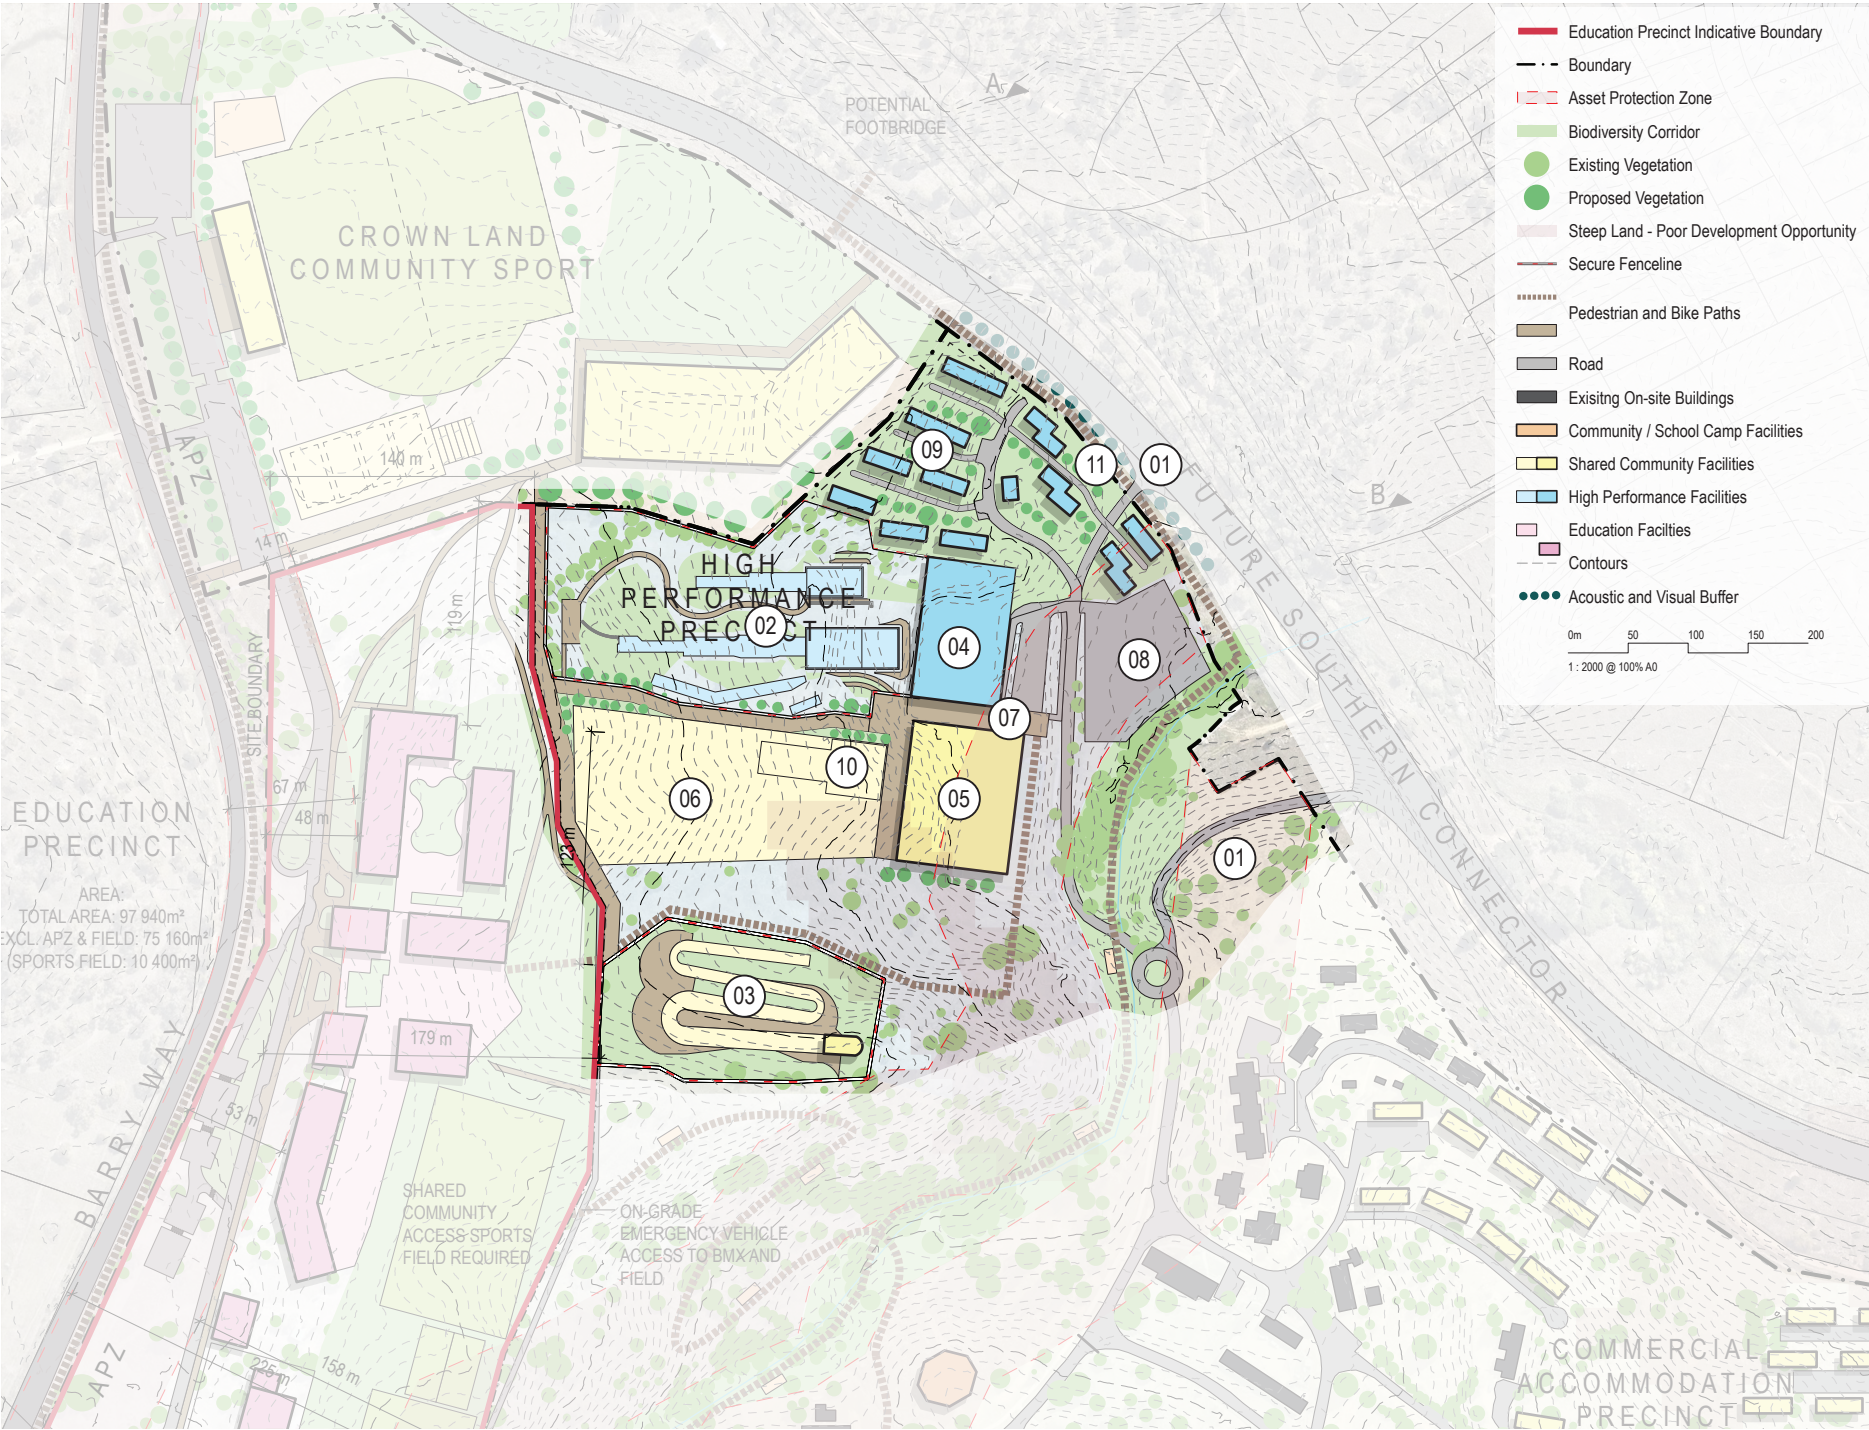 Education Precinct Indicative Boundary
Boundary
Asset Protection Zone
Biodiversity Corridor
Existing Vegetation
Proposed Vegetation
Steep Land - Poor Development Opportunity
Secure Fenceline
Pedestrian and Bike Paths
Road
Exisitng On-site Buildings
Community / School Camp Facilities
Shared Community Facilities
High Performance Facilities
Education Facilties
Contours
Acoustic and Visual Buffer
0m 50 100 150 200
1 : 2000 @ 100% A0
A
POTENTIAL
FOOTBRIDGE
CROWN LAND
COMMUNITY SPORT
APZ
140 m
14 m
B
09
11
01
FUTURE SOUTHERN CONNECTOR
HIGH
PERFORMANCE
PRECINCT
02
04
08
07
119 m
SITE BOUNDARY
10
06
05
67 m
48 m
123 m
01
EDUCATION
PRECINCT
AREA:
TOTAL AREA: 97 940m²
EXCL. APZ & FIELD: 75 160m²
(SPORTS FIELD: 10 400m²)
03
179 m
BARRY WAY
53 m
SHARED
COMMUNITY
ACCESS SPORTS
FIELD REQUIRED
ON-GRADE
EMERGENCY VEHICLE
ACCESS TO BMX AND
FIELD
APZ
225 m
158 m
COMMERCIAL
ACCOMMODATION
PRECINCT